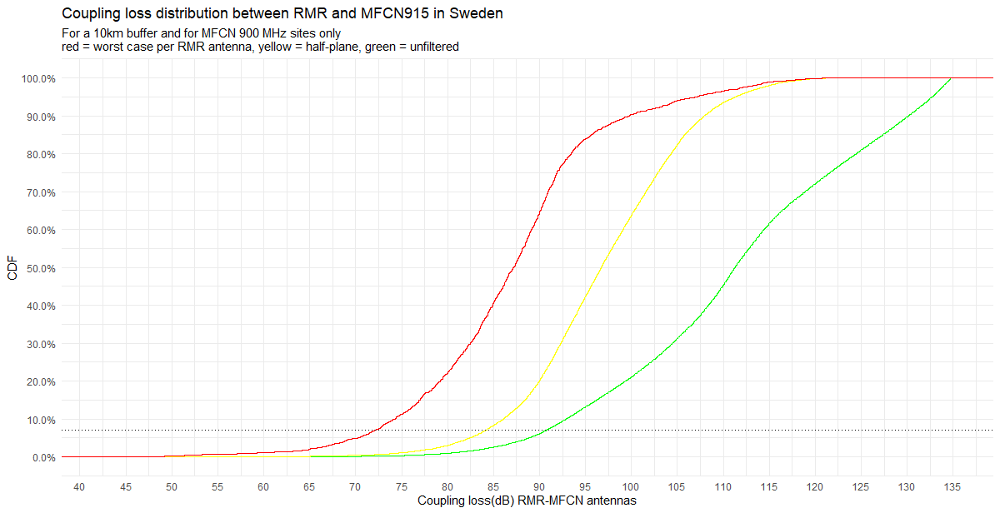 Coupling loss distribution between RMR and MFCN915 in Sweden
For a 10km buffer and for MFCN 900 MHz sites only
red = worst case per RMR antenna, yellow = half-plane, green = unfiltered
100.0%
90.0%
80.0%
70.0%
60.0%
50.0%
40.0%
30.0%
20.0%
10.0%
0.0%
CDF
40 45 50 55 60 65 70 75 80 85 90 95 100 105 110 115 120 125 130 135
Coupling loss(dB) RMR-MFCN antennas